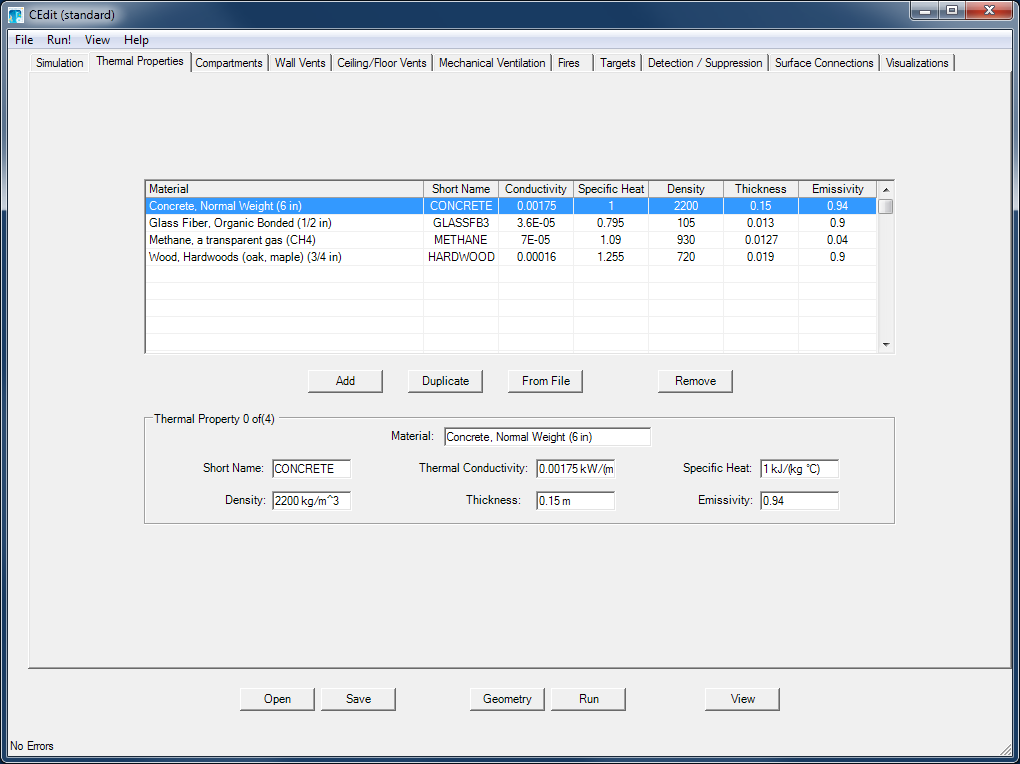 CEdit (standard)
File Run! View Help
Simulation Thermal Properties Compartments Wall Vents Ceiling/Floor Vents Mechanical Ventilation Fires Targets Detection / Suppression Surface Connections Visualizations
Material Short Name Conductivity Specific Heat Density Thickness Emissivity
Concrete, Normal Weight (6 in) CONCRETE 0.00175 1 2200 0.15 0.94
Glass Fiber, Organic Bonded (1/2 in) GLASSFB3 3.6E-05 0.795 105 0.013 0.9
Methane, a transparent gas (CH4) METHANE 7E-05 1.09 930 0.0127 0.04
Wood, Hardwoods (oak, maple) (3/4 in) HARDWOOD 0.00016 1.255 720 0.019 0.9
Add Duplicate From File Remove
Thermal Property 0 of(4)
Material: Concrete, Normal Weight (6 in)
Short Name: CONCRETE Thermal Conductivity: 0.00175 kW/(m Specific Heat: 1 kJ/(kg °C)
Density: 2200 kg/m^3 Thickness: 0.15 m Emissivity: 0.94
Open Save Geometry Run View
No Errors